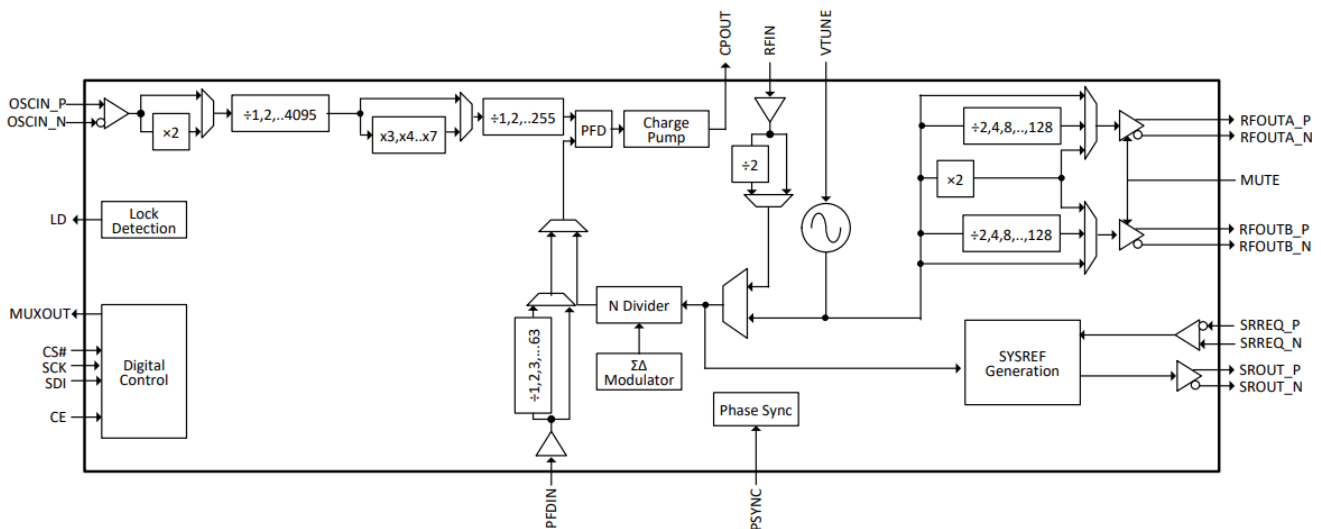 CPOUT
RFIN
VTUNE
OSCIN_P
OSCIN_N
×2
÷1,2,..4095
x3,x4..x7
÷1,2,..255
PFD
Charge
Pump
÷2
÷2,4,8,..,128
×2
÷2,4,8,..,128
RFOUTA_P
RFOUTA_N
MUTE
RFOUTB_P
RFOUTB_N
LD
Lock
Detection
MUXOUT
CS#
SCK
SDI
CE
Digital
Control
÷1,2,3,...63
N Divider
ΣΔ
Modulator
Phase Sync
SYSREF
Generation
SRREQ_P
SRREQ_N
SROUT_P
SROUT_N
PFDIN
PSYNC